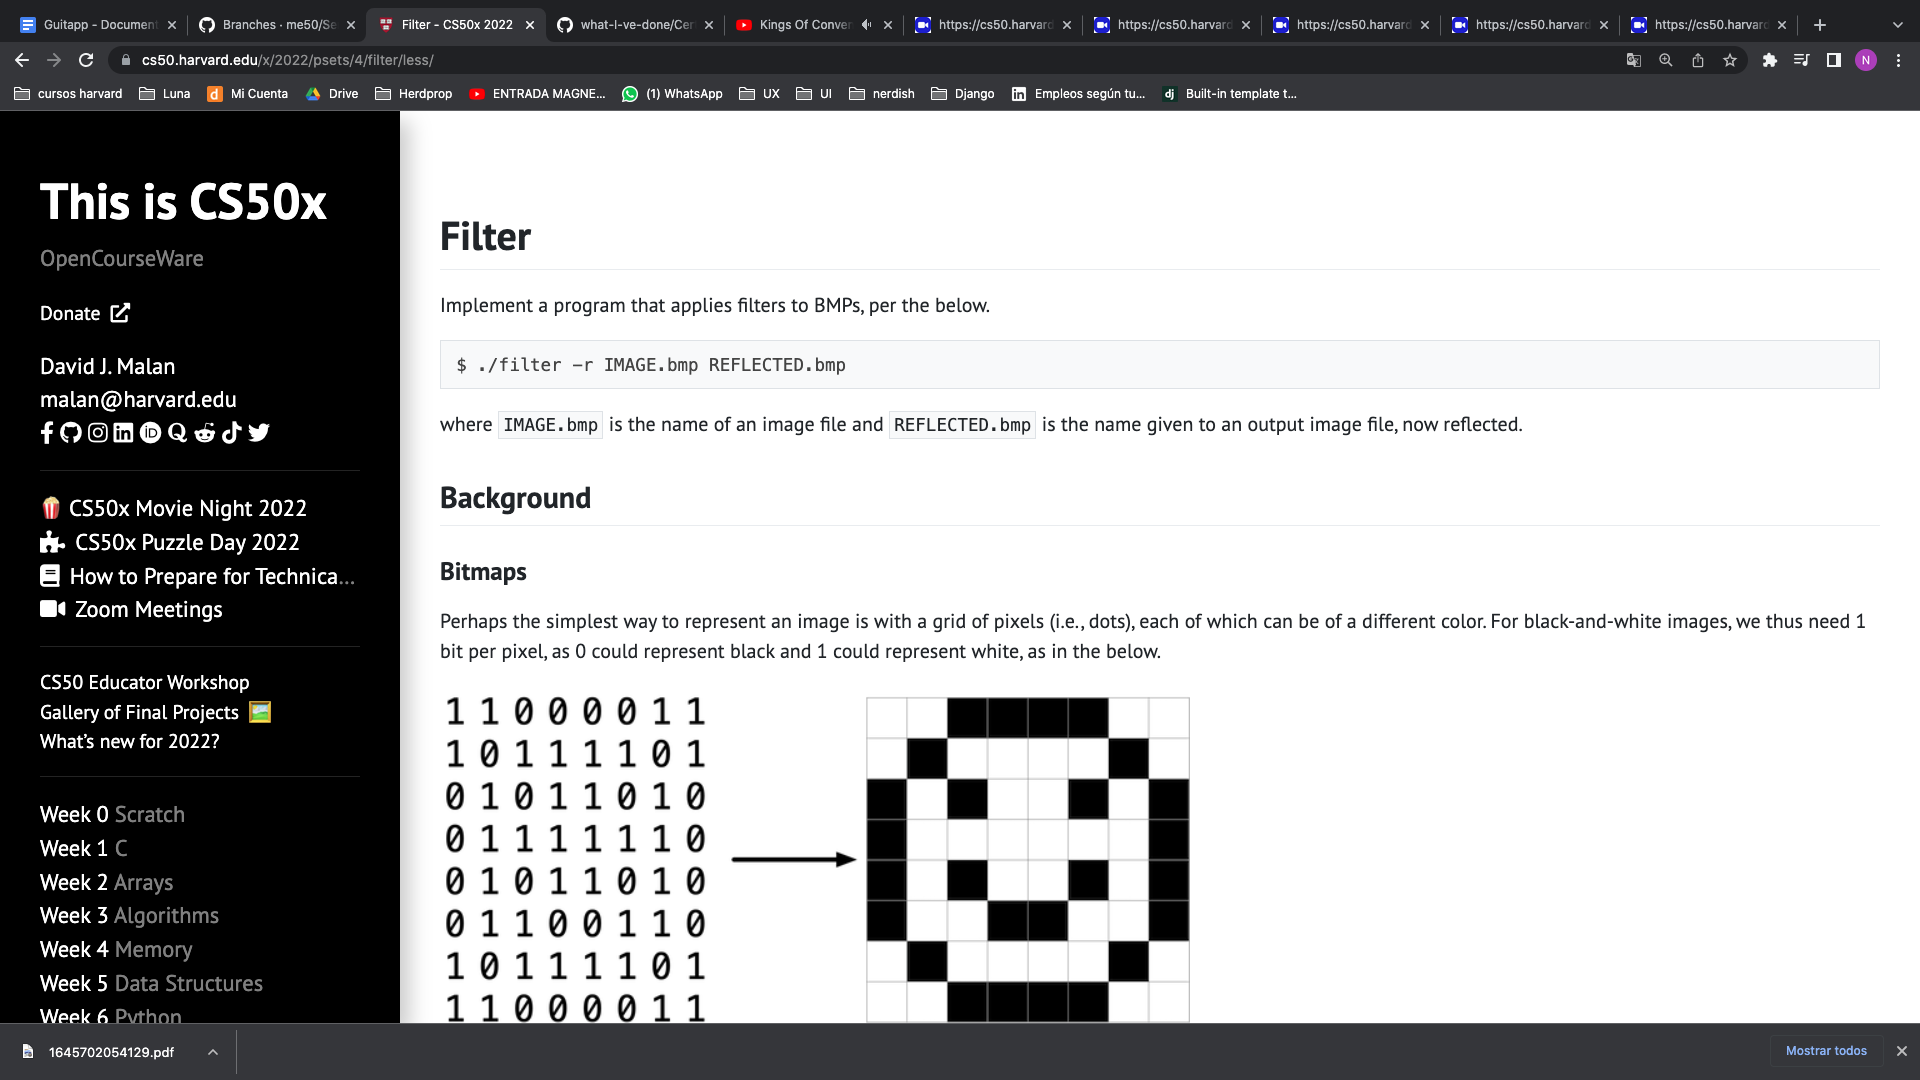 Guitapp - Document
Branches · me50/Se
Filter - CS50x 2022
what-I-ve-done/Cer
Kings Of Conver
https://cs50.harvard
https://cs50.harvard
https://cs50.harvard
https://cs50.harvard
https://cs50.harvard
cs50.harvard.edu/x/2022/psets/4/filter/less/
N
cursos harvard
Luna
Mi Cuenta
Drive
Herdprop
ENTRADA MAGNE...
(1) WhatsApp
UX
UI
nerdish
Django
Empleos según tu...
dj Built-in template t...
This is CS50x
OpenCourseWare
Donate
David J. Malan
malan@harvard.edu
CS50x Movie Night 2022
CS50x Puzzle Day 2022
How to Prepare for Technica...
Zoom Meetings
CS50 Educator Workshop
Gallery of Final Projects
What's new for 2022?
Week 0 Scratch
Week 1 C
Week 2 Arrays
Week 3 Algorithms
Week 4 Memory
Week 5 Data Structures
Week 6 Python
Filter
Implement a program that applies filters to BMPs, per the below.
$ ./filter -r IMAGE.bmp REFLECTED.bmp
where IMAGE.bmp is the name of an image file and REFLECTED.bmp is the name given to an output image file, now reflected.
Background
Bitmaps
Perhaps the simplest way to represent an image is with a grid of pixels (i.e., dots), each of which can be of a different color. For black-and-white images, we thus need 1
bit per pixel, as 0 could represent black and 1 could represent white, as in the below.
1 1 0 0 0 0 1 1
1 0 1 1 1 1 0 1
0 1 0 1 1 0 1 0
0 1 1 1 1 1 1 0
0 1 0 1 1 0 1 0
0 1 1 0 0 1 1 0
1 0 1 1 1 1 0 1
1 1 0 0 0 0 1 1
1645702054129.pdf
Mostrar todos